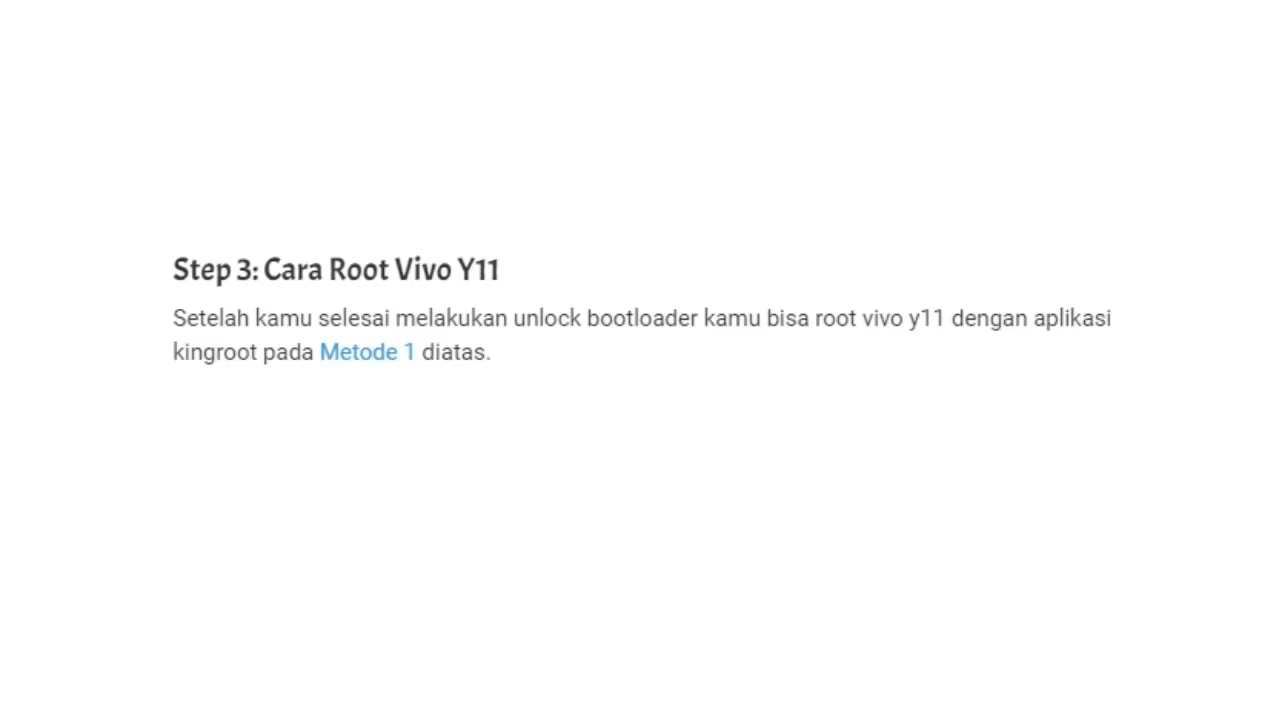 Step 3: Cara Root Vivo Y11
Setelah kamu selesai melakukan unlock bootloader kamu bisa root vivo y11 dengan aplikasi
kingroot pada Metode 1 diatas.